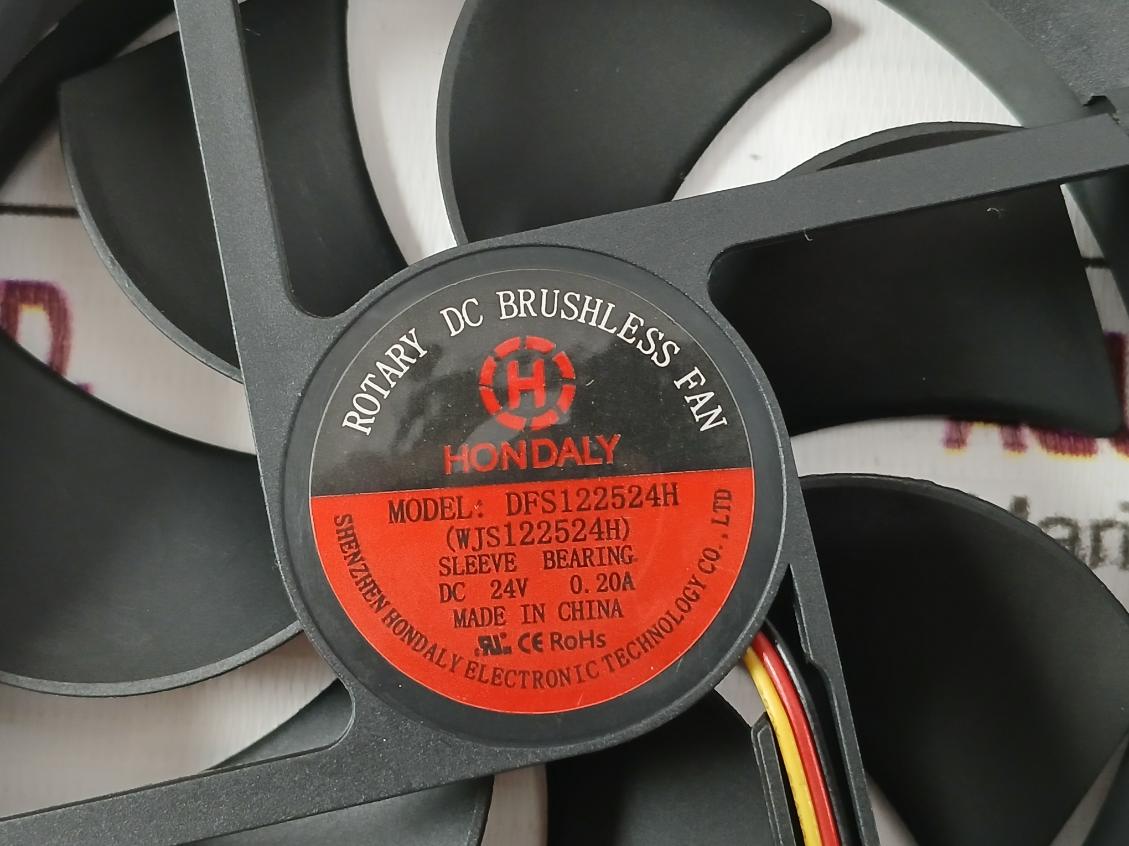 ROTARY DC BRUSHLESS FAN
H
HONDALY
MODEL: DFS122524H
(WJS122524H)
SLEEVE BEARING
DC 24V 0.20A
MADE IN CHINA
CE RoHS
SHENZHEN HONDALY ELECTRONIC TECHNOLOGY CO., LTD